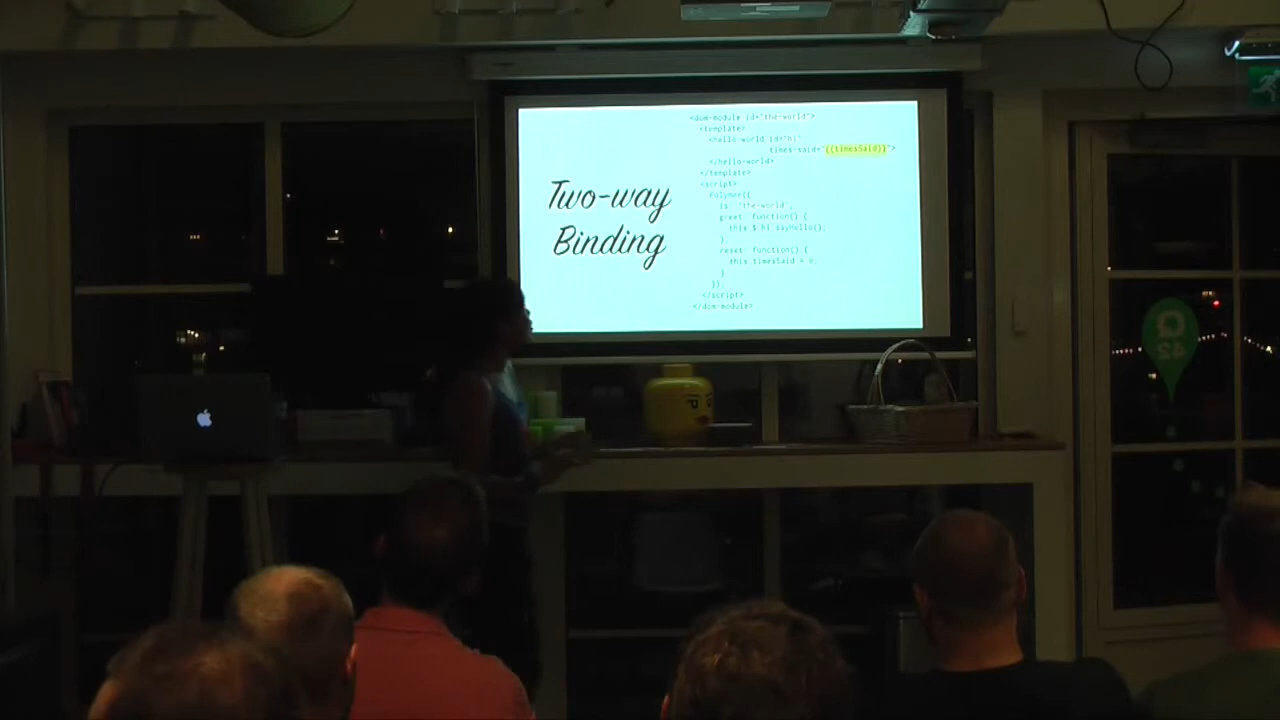 Two-way
Binding
<dom-module id="the-world">
<template>
<hello-world id="hi"
times-said="{{timesSaid}}">
</hello-world>
</template>
<script>
Polymer({
is: 'the-world',
greet: function() {
this.$.hi.sayHello();
},
reset: function() {
this.timesSaid = 0;
}
});
</script>
</dom-module>
Q
42